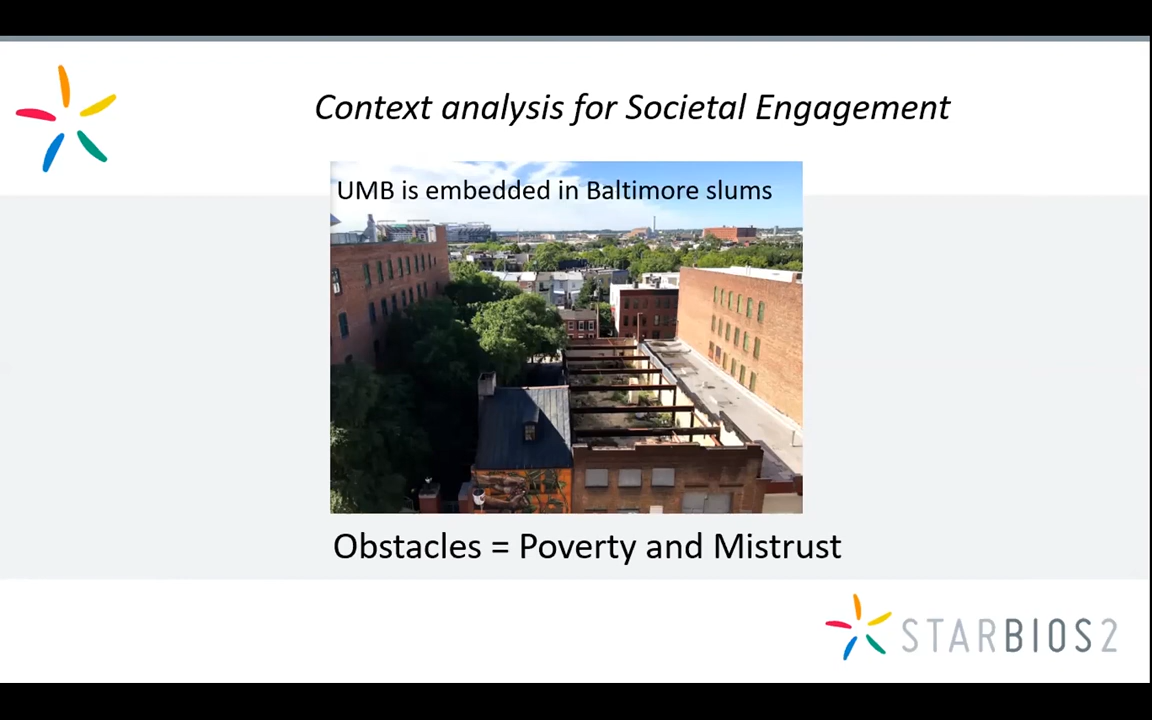 Context analysis for Societal Engagement
UMB is embedded in Baltimore slums
Obstacles = Poverty and Mistrust
STARBIOS2